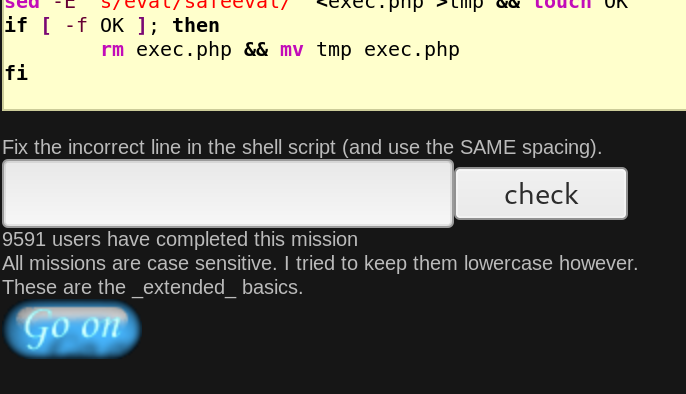 sed -E "s/eval/safeeval/" <exec.php >tmp && touch OK
if [ -f OK ]; then
rm exec.php && mv tmp exec.php
fi
Fix the incorrect line in the shell script (and use the SAME spacing).
check
9591 users have completed this mission
All missions are case sensitive. I tried to keep them lowercase however.
These are the _extended_ basics.
Go on